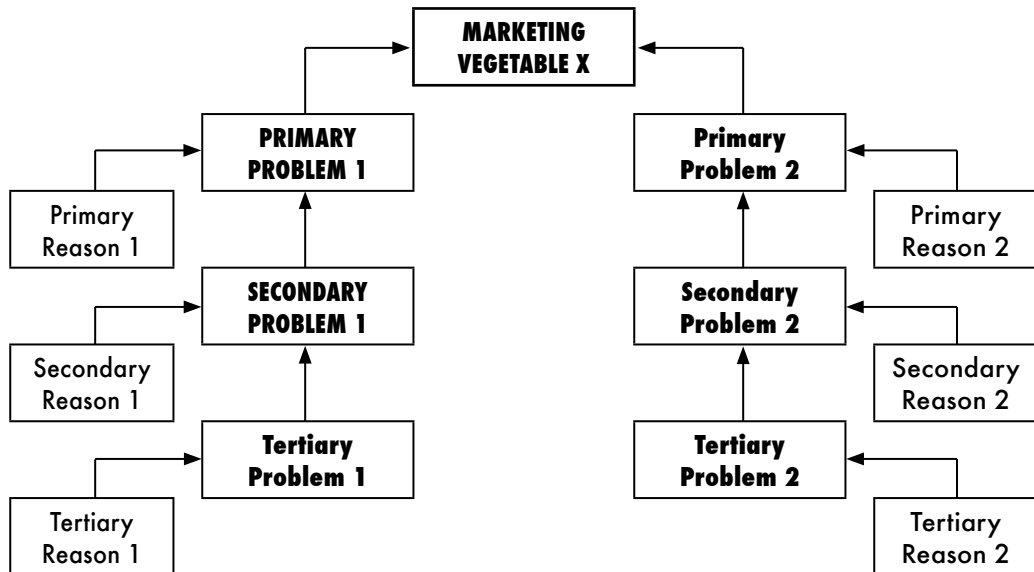 MARKETING
VEGETABLE X
PRIMARY
PROBLEM 1
Primary
Problem 2
Primary
Reason 1
Primary
Reason 2
SECONDARY
PROBLEM 1
Secondary
Problem 2
Secondary
Reason 1
Secondary
Reason 2
Tertiary
Problem 1
Tertiary
Problem 2
Tertiary
Reason 1
Tertiary
Reason 2